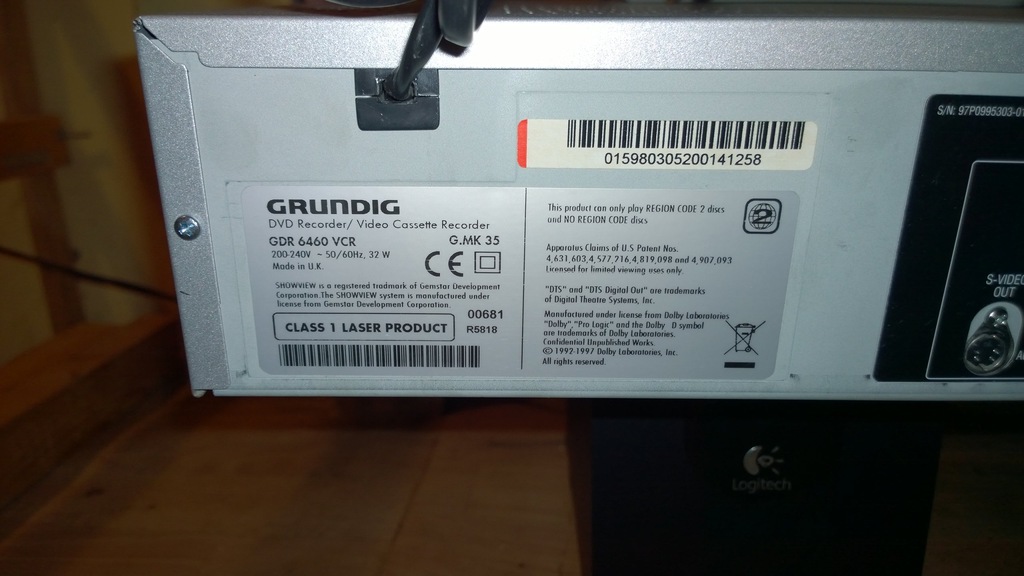 S/N: 97P0995303-01
015980305200141258
GRUNDIG
DVD Recorder/ Video Cassette Recorder
GDR 6460 VCR G.MK 35
200-240V ~ 50/60Hz, 32 W
Made in U.K.
CE
SHOWVIEW is a registered trademark of Gemstar Development
Corporation.The SHOWVIEW system is manufactured under
license from Gemstar Development Corporation.
00681
CLASS 1 LASER PRODUCT R5818
This product can only play REGION CODE 2 discs
and NO REGION CODE discs
2
Apparatus Claims of U.S Patent Nos.
4,631,603,4,577,216,4,819,098 and 4,907,093
Licensed for limited viewing uses only.
"DTS" and "DTS Digital Out" are trademarks
of Digital Theatre Systems, Inc.
Manufactured under license from Dolby Laboratories
"Dolby","Pro Logic" and the Dolby D symbol
are trademarks of Dolby Laboratories.
Confidential Unpublished Works.
© 1992-1997 Dolby Laboratories, Inc.
All rights reserved.
S-VIDEO
OUT
Logitech